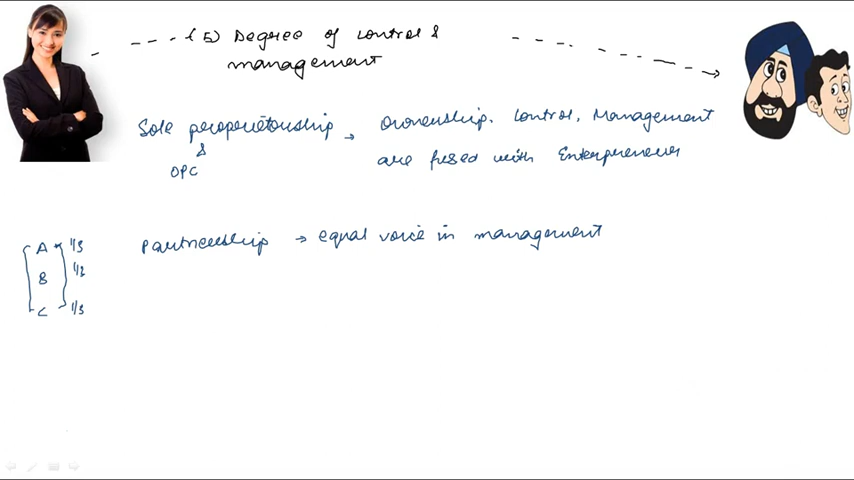 (5) Degree of control &
management
Sole proprietorship → Ownership, Control, Management
&
OPC
are fused with Enterpreneur
Partnership → equal voice in management
A 1/3
B 1/3
C 1/3